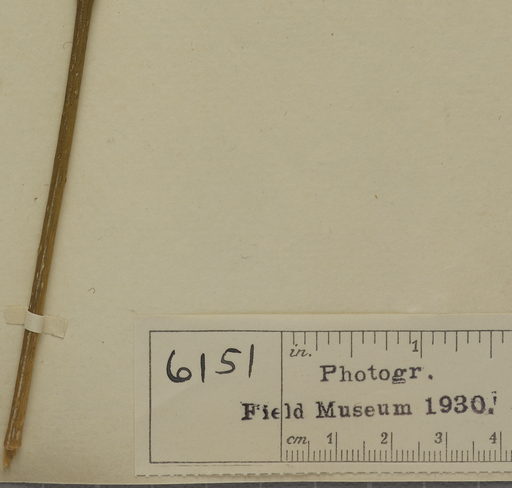 in. 1
6151
Photogr.
Field Museum 1930.
cm. 1 2 3 4